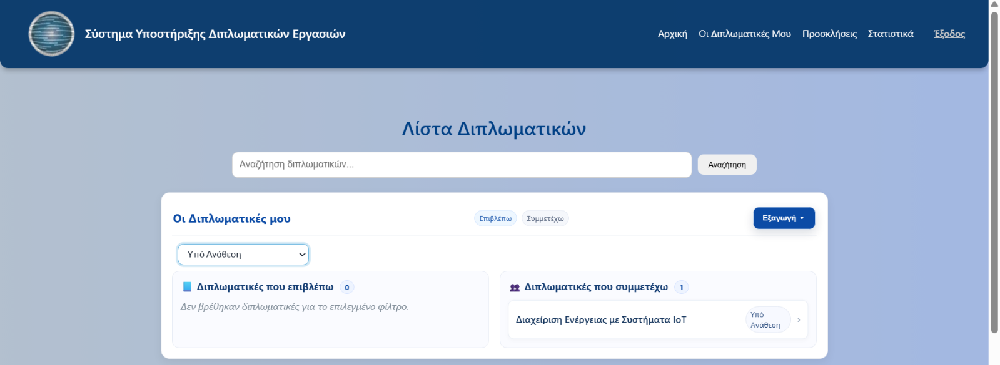 Σύστημα Υποστήριξης Διπλωματικών Εργασιών
Αρχική Οι Διπλωματικές Μου Προσκλήσεις Στατιστικά Έξοδος
Λίστα Διπλωματικών
Αναζήτηση διπλωματικών...
Αναζήτηση
Οι Διπλωματικές μου
Επιβλέπω Συμμετέχω
Εξαγωγή
Υπό Ανάθεση
Διπλωματικές που επιβλέπω 0
Δεν βρέθηκαν διπλωματικές για το επιλεγμένο φίλτρο.
Διπλωματικές που συμμετέχω 1
Διαχείριση Ενέργειας με Συστήματα IoT
Υπό
Ανάθεση